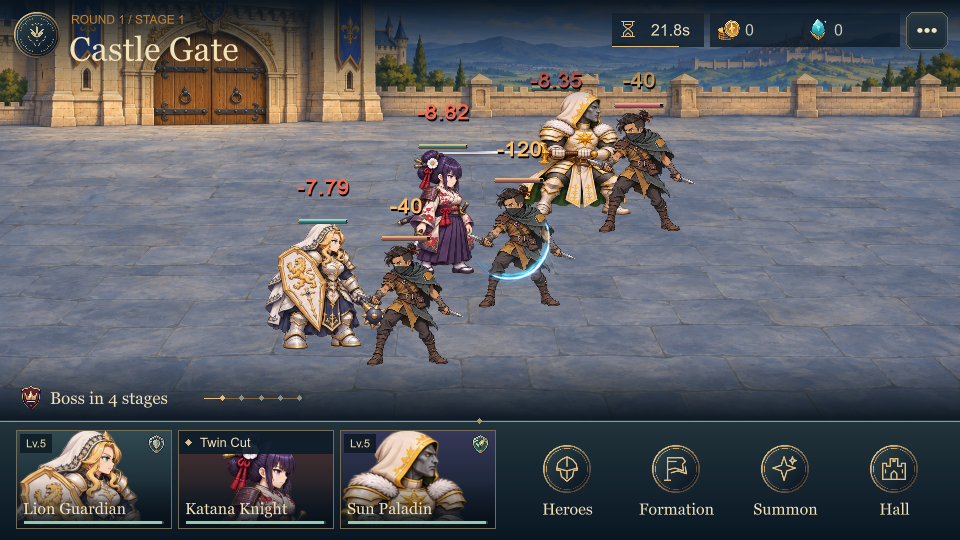 ROUND 1 / STAGE 1
Castle Gate
21.8s
0
0
-8.35
-40
-8.82
-120
-7.79
-40
Boss in 4 stages
Lv.5
Lion Guardian
Twin Cut
Katana Knight
Lv.5
Sun Paladin
Heroes
Formation
Summon
Hall